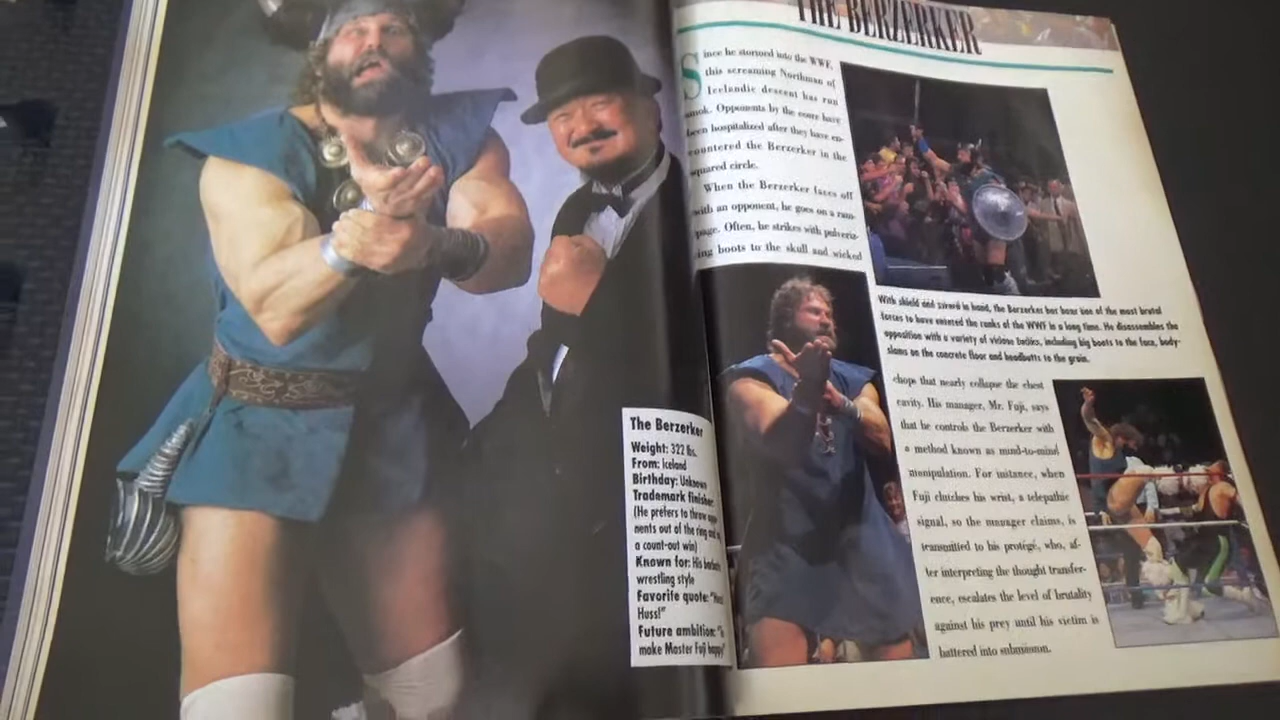 THE BERZERKER
Since he stormed into the WWF,
this screaming Northman of
Icelandic descent has run
amok. Opponents by the score have
been hospitalized after they have en-
countered the Berzerker in the
squared circle.
When the Berzerker faces off
with an opponent, he goes on a ram-
page. Often, he strikes with pulveriz-
ing boots to the skull and wicked
With shield and sword in hand, the Berzerker has been one of the most brutal
forces to have entered the ranks of the WWF in a long time. He disassembles the
opposition with a variety of vicious tactics, including big boots to the face, body-
slams on the concrete floor and headbutts to the groin.
chops that nearly collapse the chest
cavity. His manager, Mr. Fuji, says
that he controls the Berzerker with
a method known as mind-to-mind
manipulation. For instance, when
Fuji clutches his wrist, a telepathic
signal, so the manager claims, is
transmitted to his protégé, who, af-
ter interpreting the thought transfer-
ence, escalates the level of brutality
against his prey until his victim is
battered into submission.
The Berzerker
Weight: 322 lbs.
From: Iceland
Birthday: Unknown
Trademark finisher:
(He prefers to throw
nents out of the ring
a count-out win)
Known for: His
wrestling style
Favorite quote:
Huss!"
Future ambition:
make Master Fuji happy"